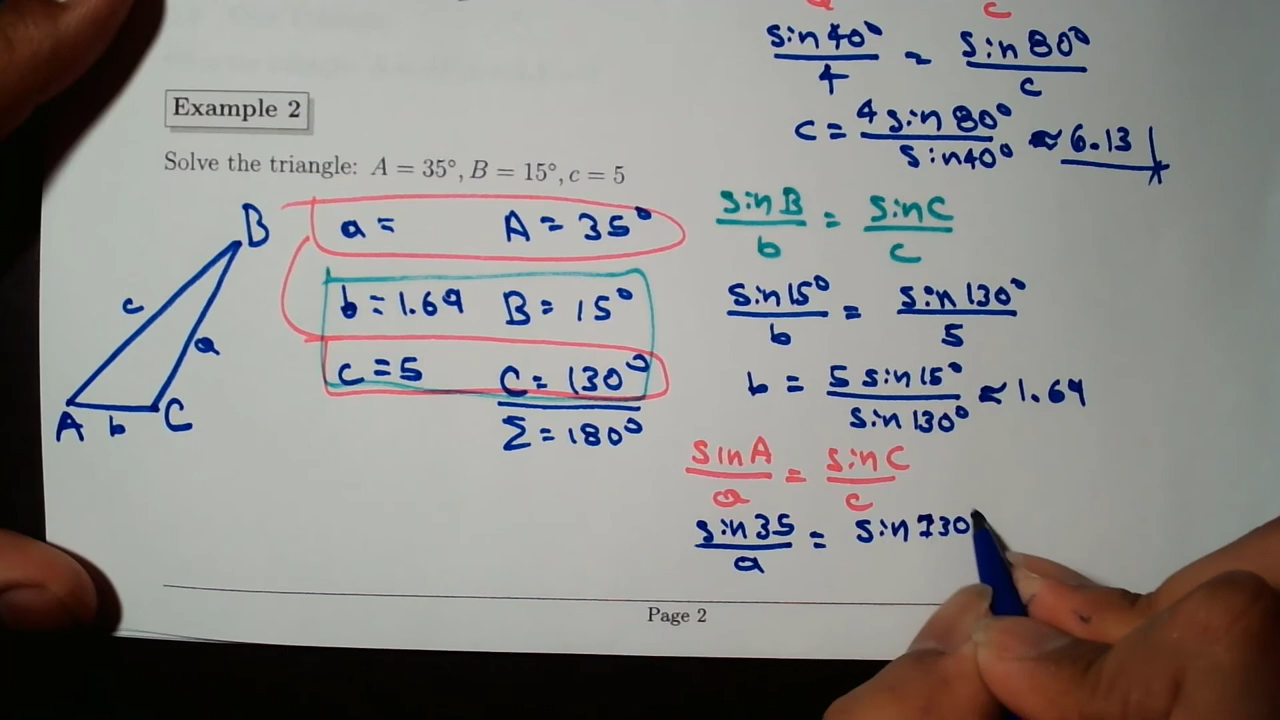 a c
sin 40° / 4 = sin 80° / c
c = 4 sin 80° / sin 40° ≈ 6.13
Example 2
Solve the triangle: A = 35°, B = 15°, c = 5
B
c
a
A b C
a = A = 35°
b = 1.69 B = 15°
c = 5 C = 130°
Σ = 180°
sin B / b = sin C / c
sin 15° / b = sin 130° / 5
b = 5 sin 15° / sin 130° ≈ 1.69
sin A / a = sin C / c
sin 35 / a = sin 130
Page 2